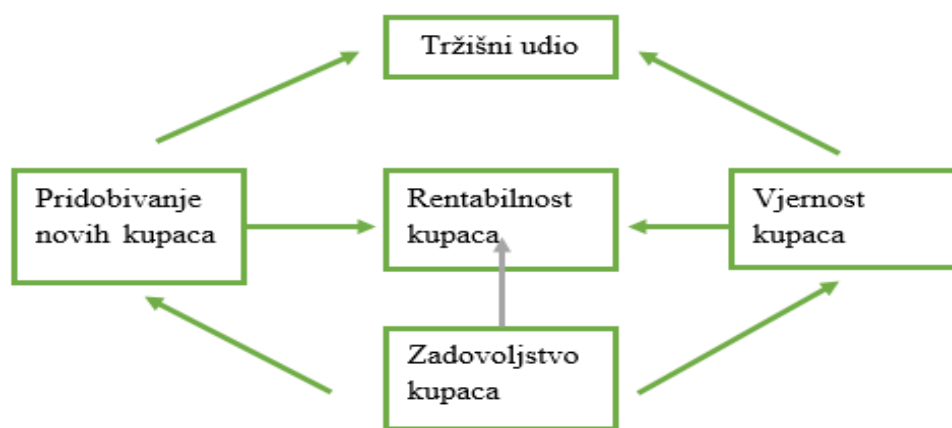 Tržišni udio
Pridobivanje
novih kupaca
Rentabilnost
kupaca
Vjernost
kupaca
Zadovoljstvo
kupaca